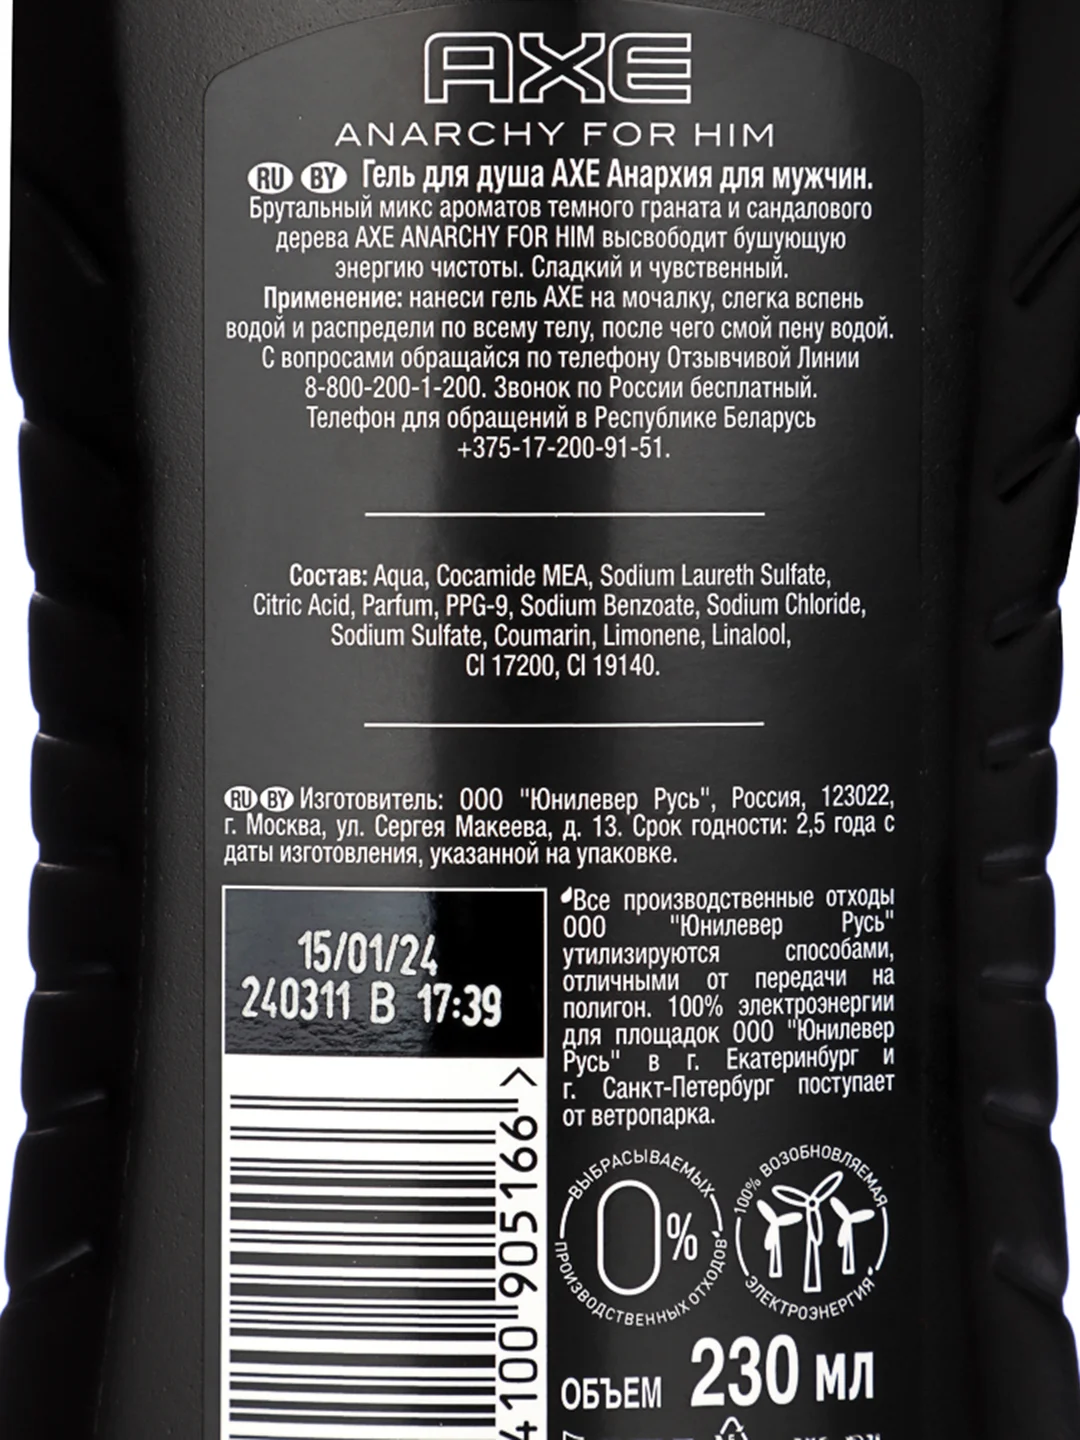 AXE
ANARCHY FOR HIM
RU BY Гель для душа AXE Анархия для мужчин.
Брутальный микс ароматов темного граната и сандалового
дерева AXE ANARCHY FOR HIM высвободит бушующую
энергию чистоты. Сладкий и чувственный.
Применение: нанеси гель AXE на мочалку, слегка вспень
водой и распредели по всему телу, после чего смой пену водой.
С вопросами обращайся по телефону Отзывчивой Линии
8-800-200-1-200. Звонок по России бесплатный.
Телефон для обращений в Республике Беларусь
+375-17-200-91-51.
Состав: Aqua, Cocamide MEA, Sodium Laureth Sulfate,
Citric Acid, Parfum, PPG-9, Sodium Benzoate, Sodium Chloride,
Sodium Sulfate, Coumarin, Limonene, Linalool,
CI 17200, CI 19140.
RU BY Изготовитель: ООО "Юнилевер Русь", Россия, 123022,
г. Москва, ул. Сергея Макеева, д. 13. Срок годности: 2,5 года с
даты изготовления, указанной на упаковке.
15/01/24
240311 B 17:39
4100 905166 >
Все производственные отходы
ООО "Юнилевер Русь"
утилизируются способами,
отличными от передачи на
полигон. 100% электроэнергии
для площадок ООО "Юнилевер
Русь" в г. Екатеринбург и
г. Санкт-Петербург поступает
от ветропарка.
ВЫБРАСЫВАЕМЫХ
0%
ПРОИЗВОДСТВЕННЫХ ОТХОДОВ
100% ВОЗОБНОВЛЯЕМАЯ
ЭЛЕКТРОЭНЕРГИЯ
ОБЪЕМ 230 МЛ